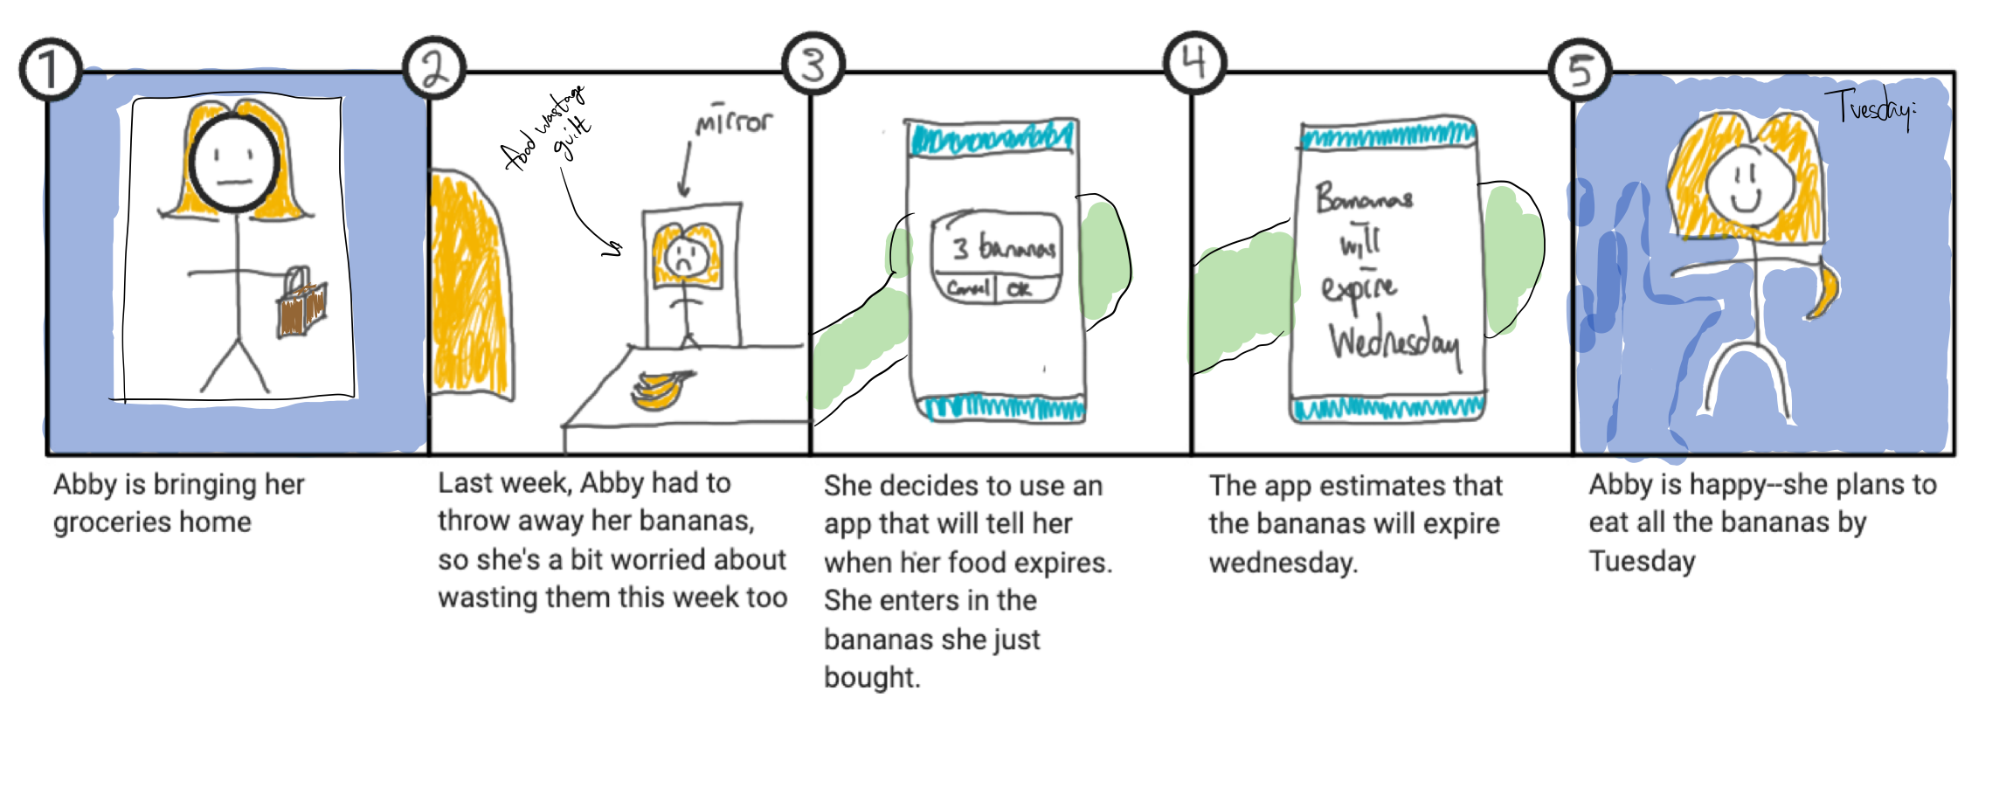 1
2
3
4
5
food wastage
guilt
mirror
3 bananas
Cancel
OK
Bananas
will
expire
Wednesday
Tuesday:
Abby is bringing her
groceries home
Last week, Abby had to
throw away her bananas,
so she's a bit worried about
wasting them this week too
She decides to use an
app that will tell her
when her food expires.
She enters in the
bananas she just
bought.
The app estimates that
the bananas will expire
wednesday.
Abby is happy--she plans to
eat all the bananas by
Tuesday